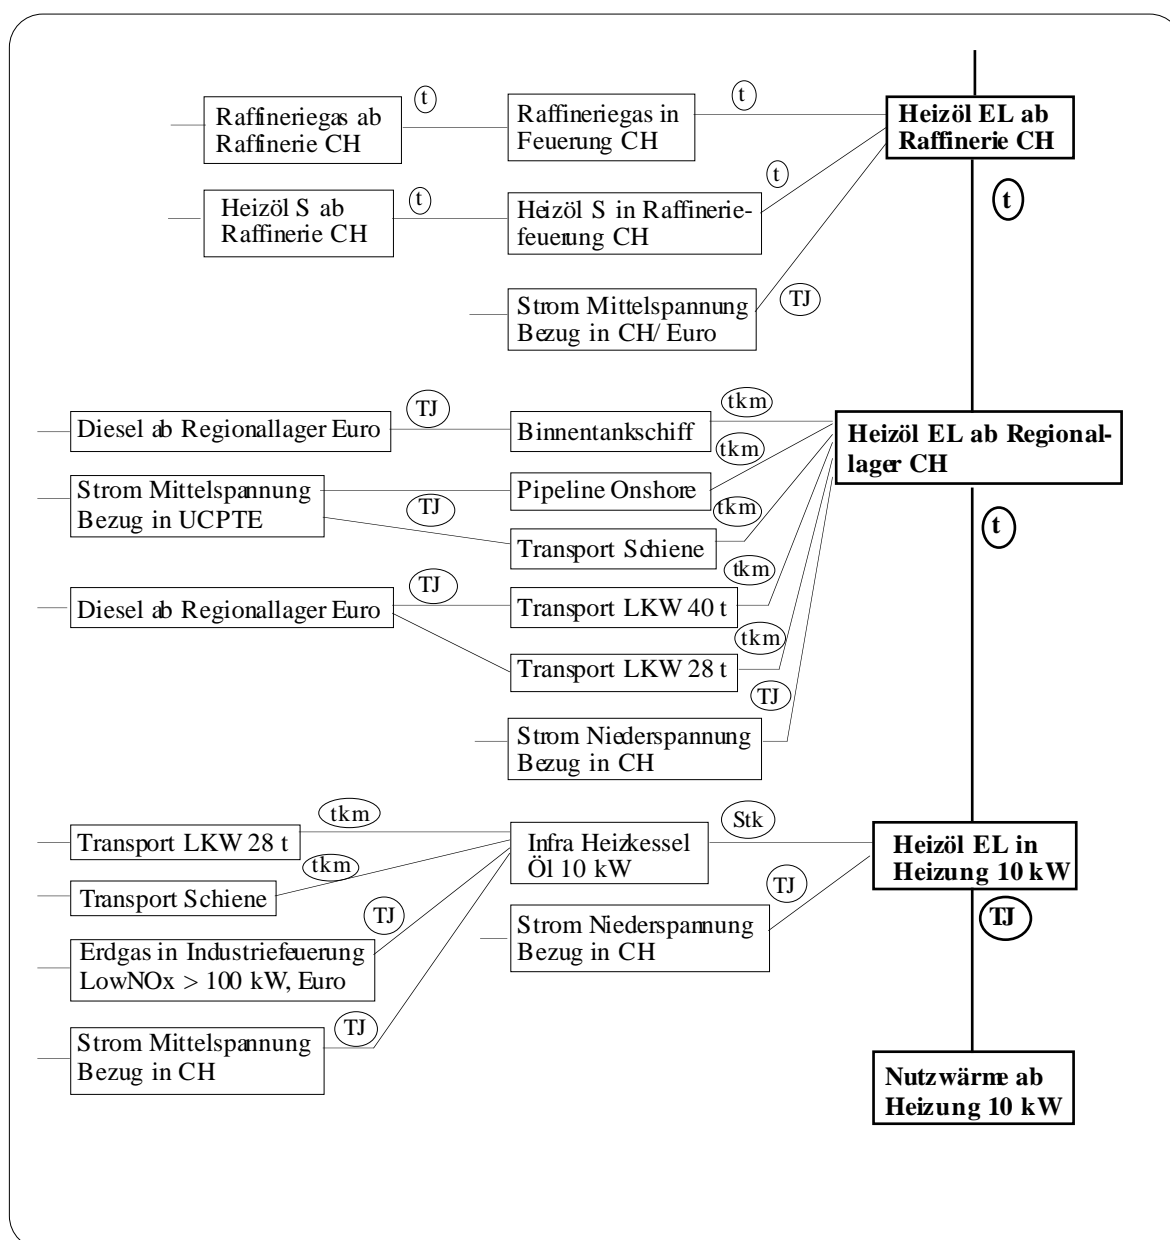 Raffineriegas ab
Raffinerie CH
t
Raffineriegas in
Feuerung CH
t
Heizöl EL ab
Raffinerie CH
t
Heizöl S ab
Raffinerie CH
t
Heizöl S in Raffinerie-
feuerung CH
t
Strom Mittelspannung
Bezug in CH/ Euro
TJ
Diesel ab Regionallager Euro
TJ
Binnentankschiff
tkm
Heizöl EL ab Regional-
lager CH
t
Strom Mittelspannung
Bezug in UCPTE
TJ
Pipeline Onshore
tkm
Transport Schiene
tkm
Diesel ab Regionallager Euro
TJ
Transport LKW 40 t
tkm
Transport LKW 28 t
tkm
Strom Niederspannung
Bezug in CH
TJ
Transport LKW 28 t
tkm
Infra Heizkessel
Öl 10 kW
Stk
Heizöl EL in
Heizung 10 kW
TJ
Transport Schiene
tkm
Strom Niederspannung
Bezug in CH
TJ
Erdgas in Industriefeuerung
LowNOx > 100 kW, Euro
TJ
Strom Mittelspannung
Bezug in CH
TJ
Nutzwärme ab
Heizung 10 kW